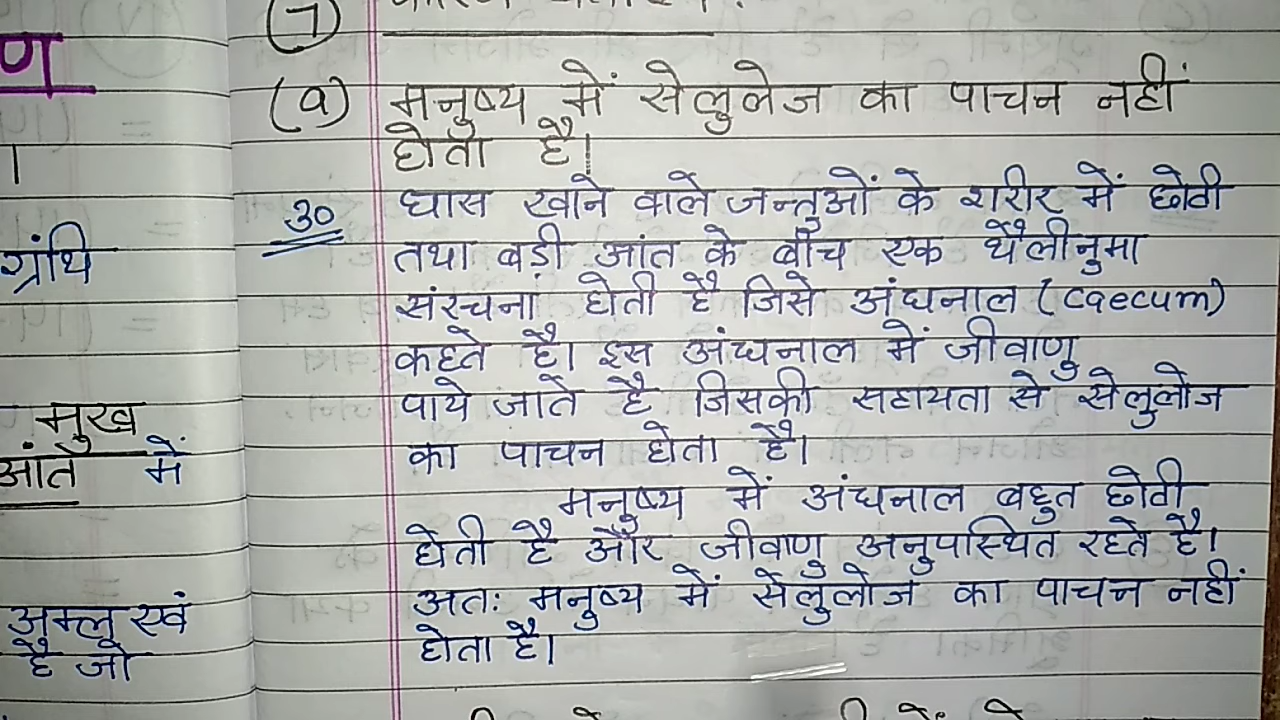 ण
।
ग्रंथि
मुख
आंत में
अम्ल एवं
है जो
(7)
(a) मनुष्य में सेलुलेज का पाचन नहीं
होता है।
उ० घास खाने वाले जन्तुओं के शरीर में छोटी
तथा बड़ी आंत के बीच एक थैलीनुमा
संरचना होती है जिसे अंधनाल (caecum)
कहते है। इस अंधनाल में जीवाणु
पाये जाते है जिसकी सहायता से सेलुलोज
का पाचन होता है।
मनुष्य में अंधनाल बहुत छोटी
होती है और जीवाणु अनुपस्थित रहते है।
अतः मनुष्य में सेलुलोज का पाचन नहीं
होता है।